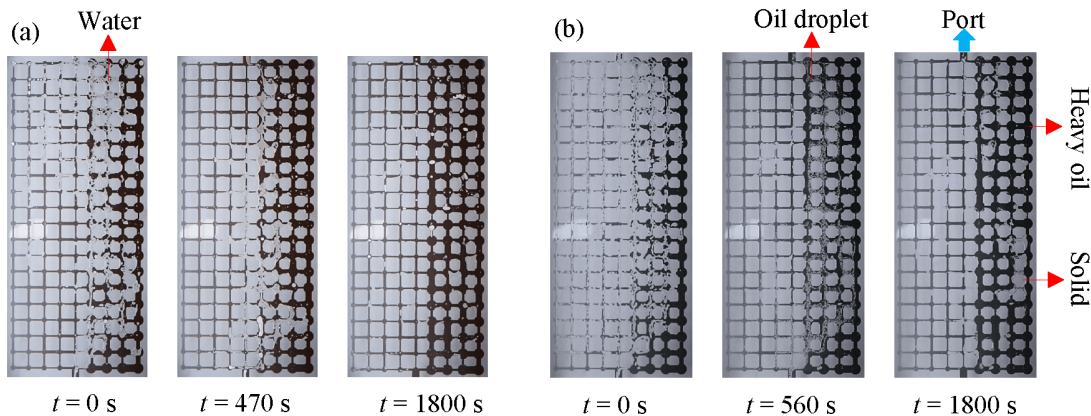 (a)
Water
(b)
Oil droplet
Port
Heavy oil
Solid
t = 0 s
t = 470 s
t = 1800 s
t = 0 s
t = 560 s
t = 1800 s